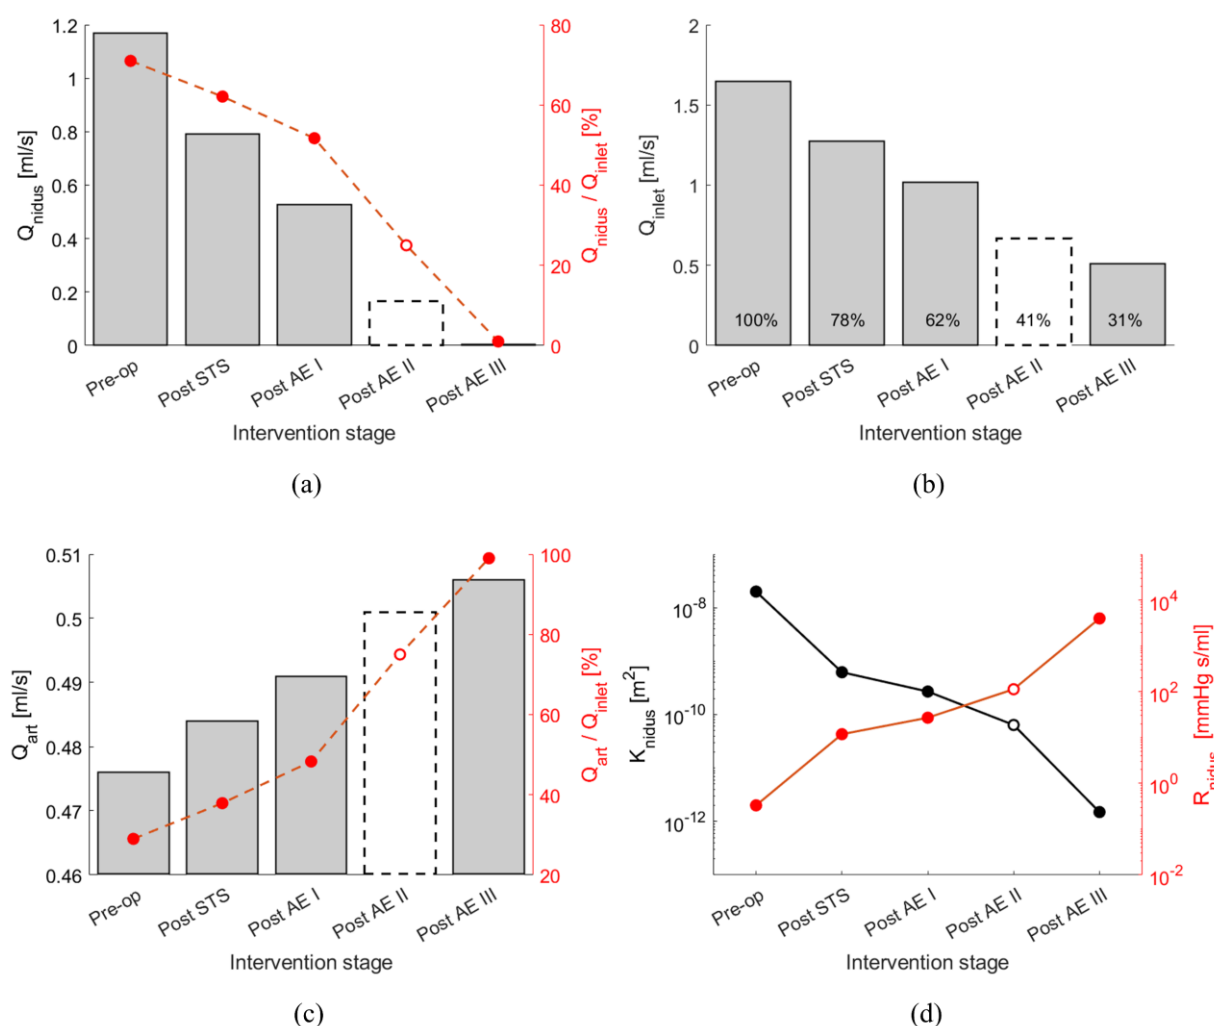 1.2
1
0.8
0.6
0.4
0.2
0
Q_nidus [ml/s]
80
60
40
20
0
Q_nidus / Q_inlet [%]
Pre-op
Post STS
Post AE I
Post AE II
Post AE III
Intervention stage
(a)
2
1.5
1
0.5
0
Q_inlet [ml/s]
100%
78%
62%
41%
31%
Pre-op
Post STS
Post AE I
Post AE II
Post AE III
Intervention stage
(b)
0.51
0.5
0.49
0.48
0.47
0.46
Q_art [ml/s]
100
80
60
40
20
Q_art / Q_inlet [%]
Pre-op
Post STS
Post AE I
Post AE II
Post AE III
Intervention stage
(c)
10^-8
10^-10
10^-12
K_nidus [m^2]
10^4
10^2
10^0
10^-2
R_nidus [mmHg s/ml]
Pre-op
Post STS
Post AE I
Post AE II
Post AE III
Intervention stage
(d)